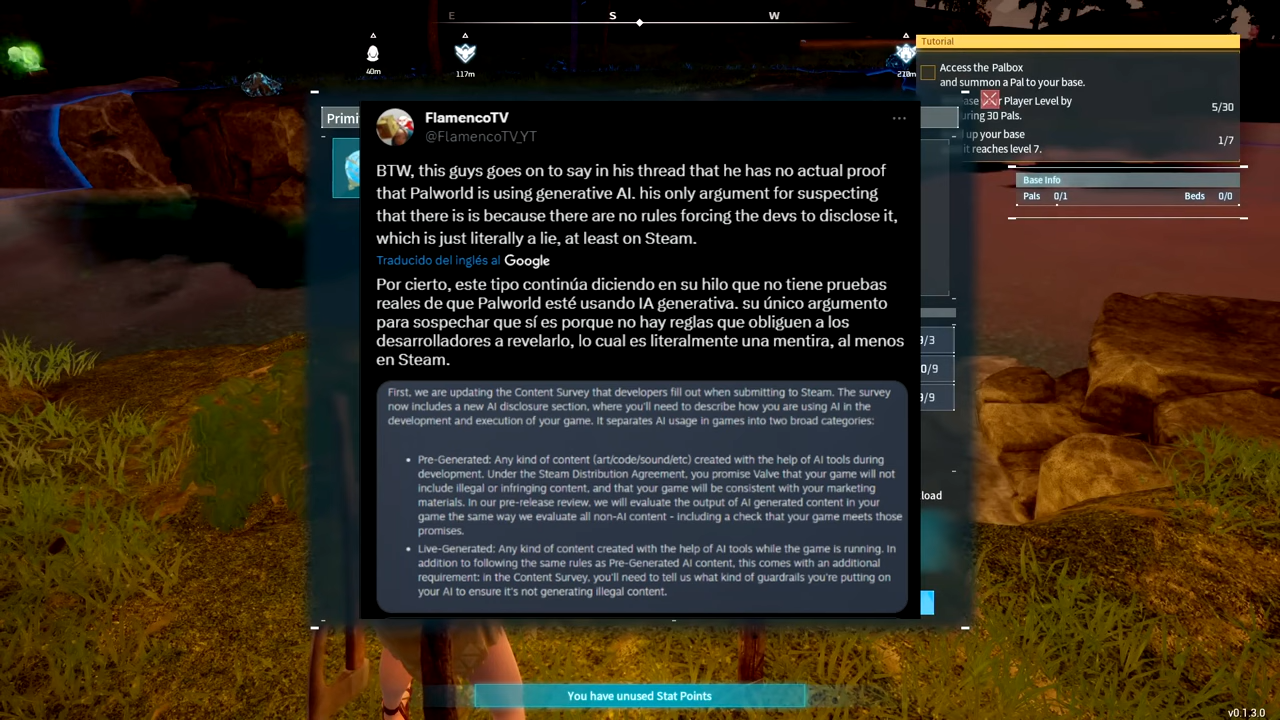 E
S
W
40m
117m
210m
Tutorial
Access the Palbox
and summon a Pal to your base.
Player Level by
uring 30 Pals.
5/30
up your base
it reaches level 7.
1/7
Base Info
Pals 0/1 Beds 0/0
Primi
FlamencoTV
@FlamencoTV_YT
BTW, this guys goes on to say in his thread that he has no actual proof
that Palworld is using generative AI. his only argument for suspecting
that there is is because there are no rules forcing the devs to disclose it,
which is just literally a lie, at least on Steam.
Traducido del inglés al Google
Por cierto, este tipo continúa diciendo en su hilo que no tiene pruebas
reales de que Palworld esté usando IA generativa. su único argumento
para sospechar que sí es porque no hay reglas que obliguen a los
desarrolladores a revelarlo, lo cual es literalmente una mentira, al menos
en Steam.
First, we are updating the Content Survey that developers fill out when submitting to Steam. The survey
now includes a new AI disclosure section, where you'll need to describe how you are using AI in the
development and execution of your game. It separates AI usage in games into two broad categories:
• Pre-Generated: Any kind of content (art/code/sound/etc) created with the help of AI tools during
development. Under the Steam Distribution Agreement, you promise Valve that your game will not
include illegal or infringing content, and that your game will be consistent with your marketing
materials. In our pre-release review, we will evaluate the output of AI generated content in your
game the same way we evaluate all non-AI content - including a check that your game meets those
promises.
• Live-Generated: Any kind of content created with the help of AI tools while the game is running. In
addition to following the same rules as Pre-Generated AI content, this comes with an additional
requirement: in the Content Survey, you'll need to tell us what kind of guardrails you're putting on
your AI to ensure it's not generating illegal content.
/3
0/9
/9
load
You have unused Stat Points
v0.1.3.0